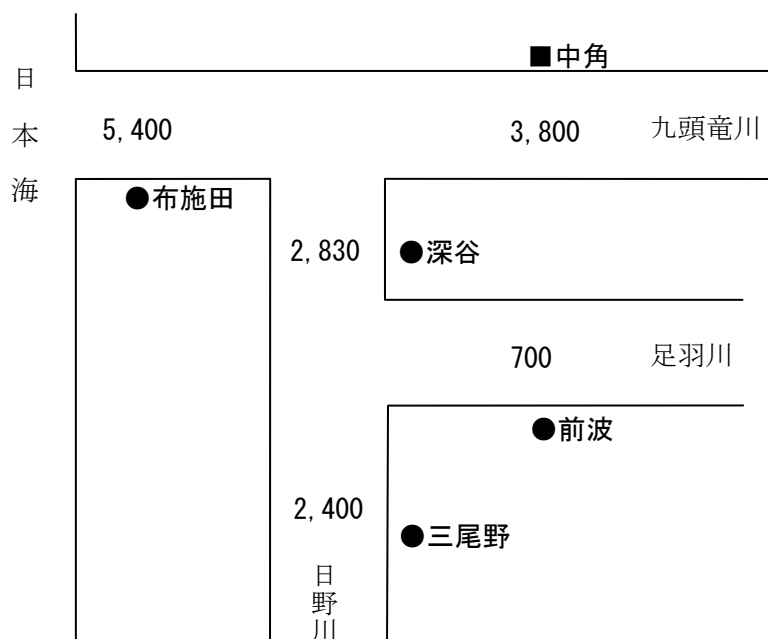 ■中角
日本海
5,400
3,800
九頭竜川
●布施田
2,830
●深谷
700
足羽川
●前波
2,400
●三尾野
日野川